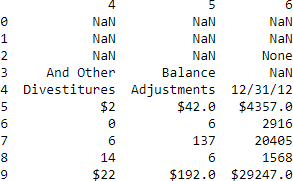 4 5 6
0 NaN NaN NaN
1 NaN NaN NaN
2 NaN NaN None
3 And Other Balance NaN
4 Divestitures Adjustments 12/31/12
5 $2 $42.0 $4357.0
6 0 6 2916
7 6 137 20405
8 14 6 1568
9 $22 $192.0 $29247.0